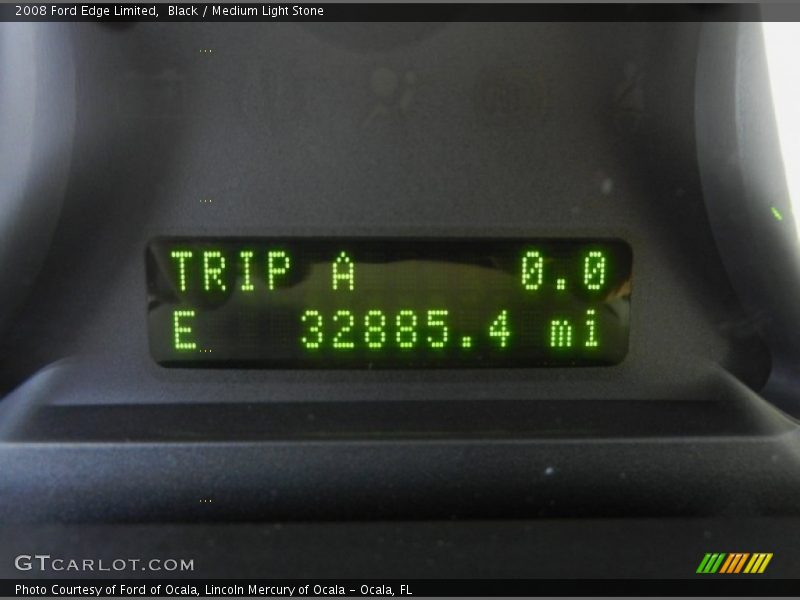 2008 Ford Edge Limited,  Black / Medium Light Stone
TRIP A 0.0
E 32885.4 mi
GTCARLOT.COM
Photo Courtesy of Ford of Ocala, Lincoln Mercury of Ocala - Ocala, FL